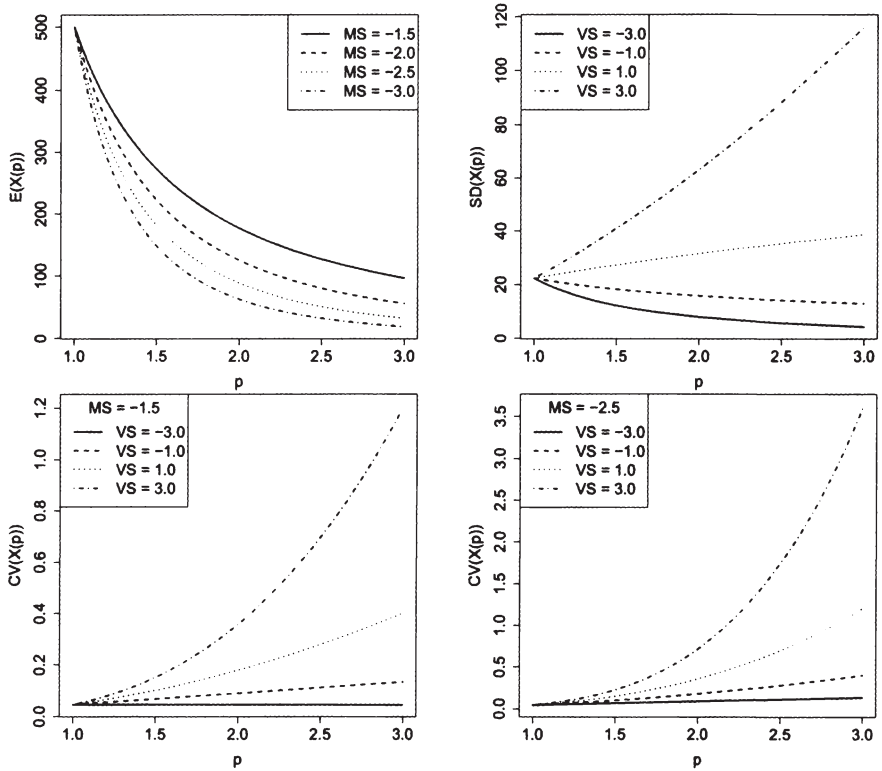 MS = −1.5
MS = −2.0
MS = −2.5
MS = −3.0
E(X(p))
500
400
300
200
100
0
1.0 1.5 2.0 2.5 3.0
p
VS = −3.0
VS = −1.0
VS = 1.0
VS = 3.0
SD(X(p))
120
100
80
60
40
20
0
1.0 1.5 2.0 2.5 3.0
p
MS = −1.5
VS = −3.0
VS = −1.0
VS = 1.0
VS = 3.0
CV(X(p))
1.2
1.0
0.8
0.6
0.4
0.2
0.0
1.0 1.5 2.0 2.5 3.0
p
MS = −2.5
VS = −3.0
VS = −1.0
VS = 1.0
VS = 3.0
CV(X(p))
3.5
3.0
2.5
2.0
1.5
1.0
0.5
0.0
1.0 1.5 2.0 2.5 3.0
p